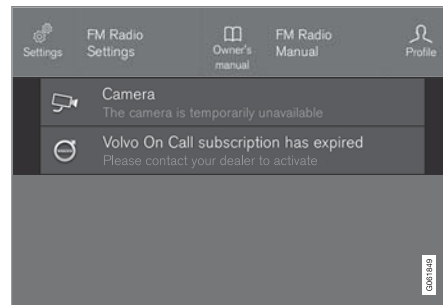 Settings
FM Radio
Settings
Owner's
manual
FM Radio
Manual
Profile
Camera
The camera is temporarily unavailable
Volvo On Call subscription has expired
Please contact your dealer to activate
G061849